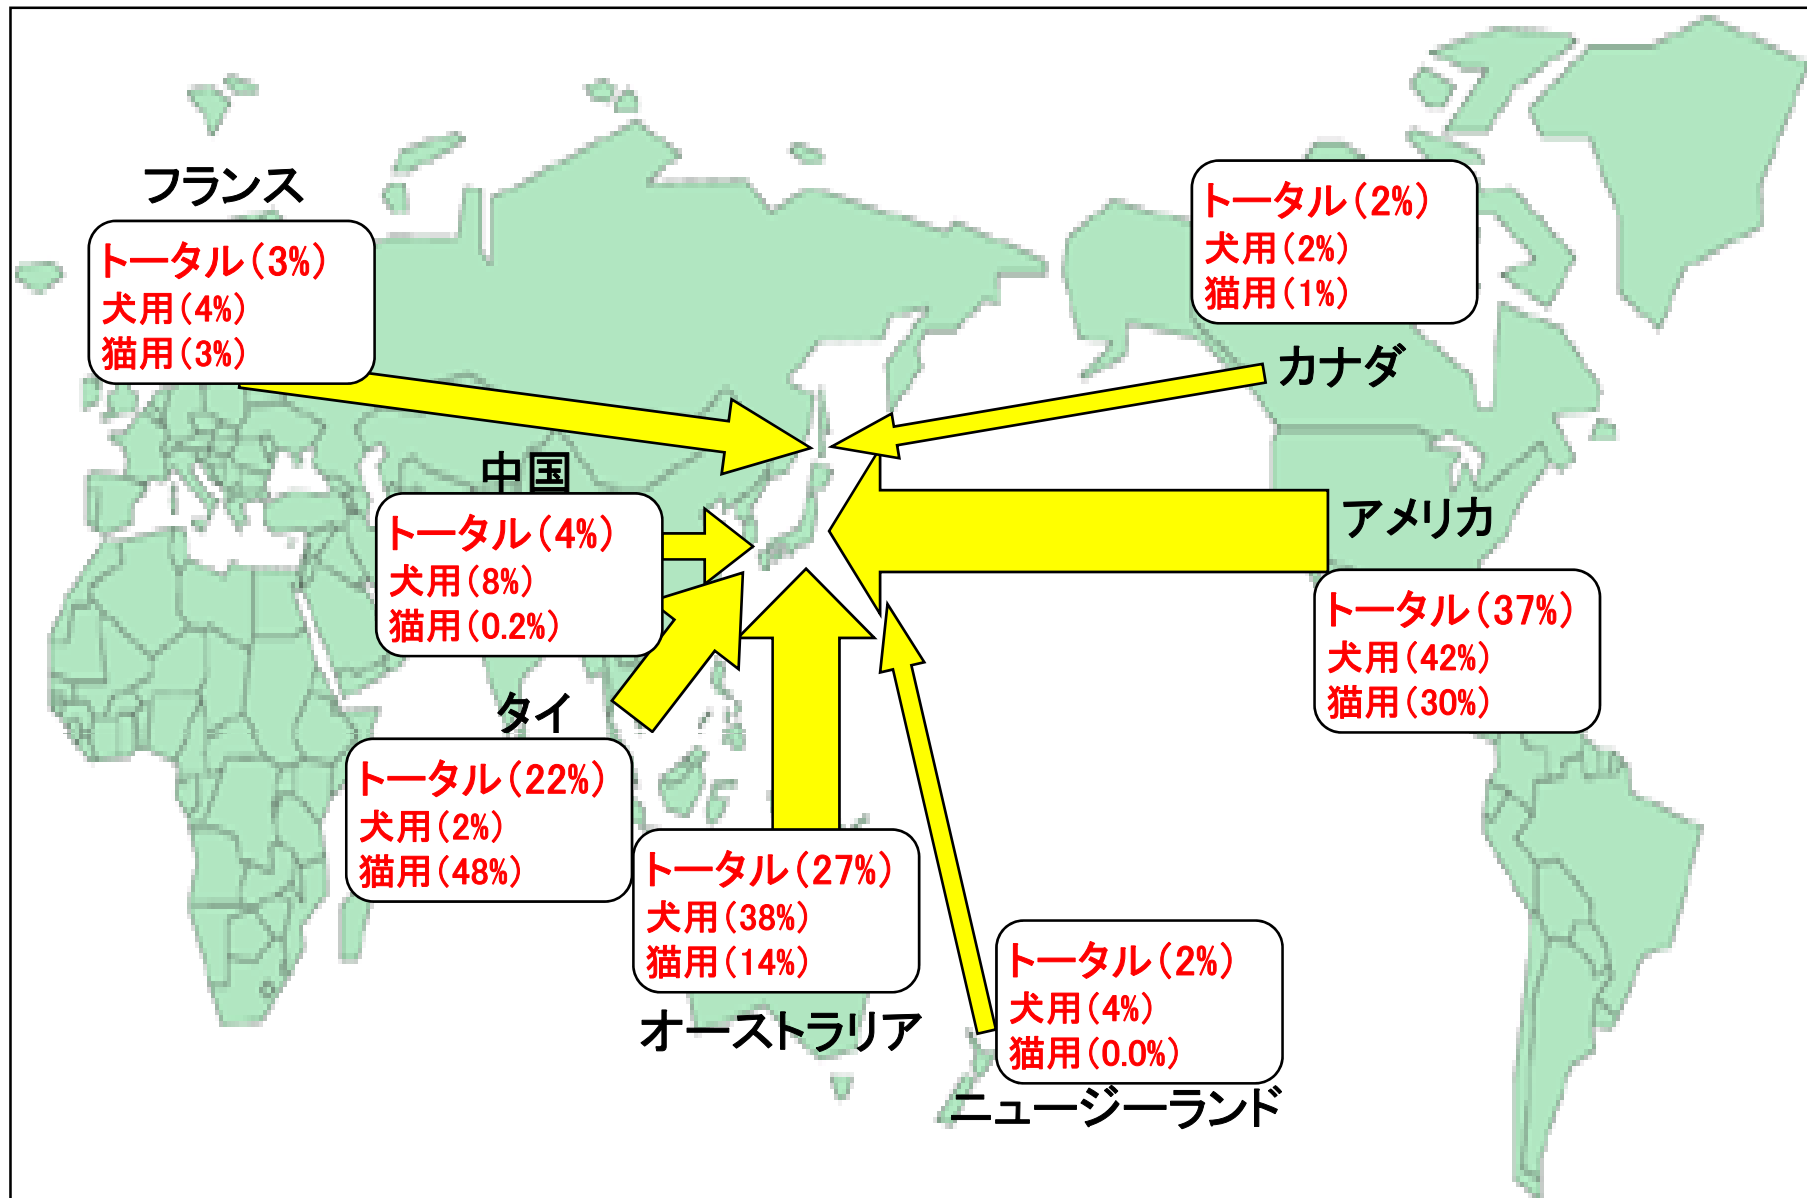 フランス
トータル(3%)
犬用(4%)
猫用(3%)
トータル(2%)
犬用(2%)
猫用(1%)
カナダ
中国
トータル(4%)
犬用(8%)
猫用(0.2%)
アメリカ
トータル(37%)
犬用(42%)
猫用(30%)
タイ
トータル(22%)
犬用(2%)
猫用(48%)
トータル(27%)
犬用(38%)
猫用(14%)
オーストラリア
トータル(2%)
犬用(4%)
猫用(0.0%)
ニュージーランド